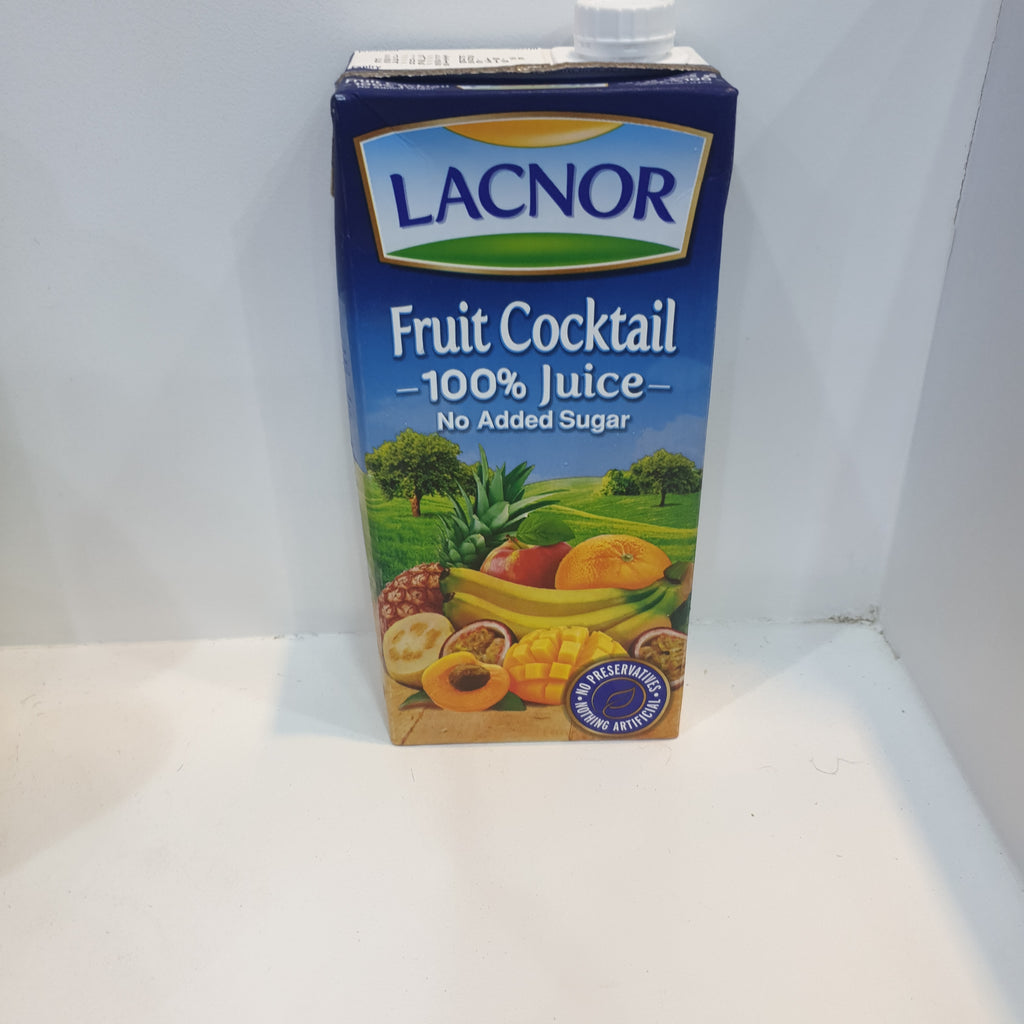 LACNOR
Fruit Cocktail
100% Juice
No Added Sugar
NO PRESERVATIVES
NOTHING ARTIFICIAL